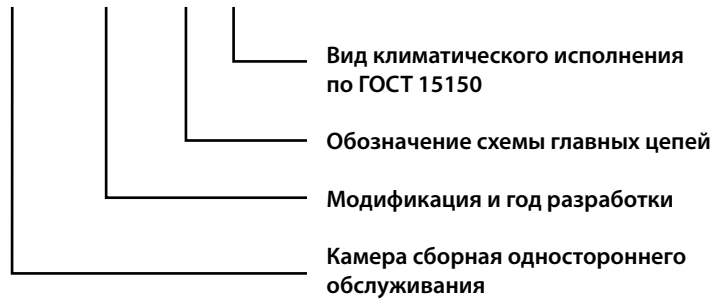 Вид климатического исполнения
по ГОСТ 15150
Обозначение схемы главных цепей
Модификация и год разработки
Камера сборная одностороннего
обслуживания